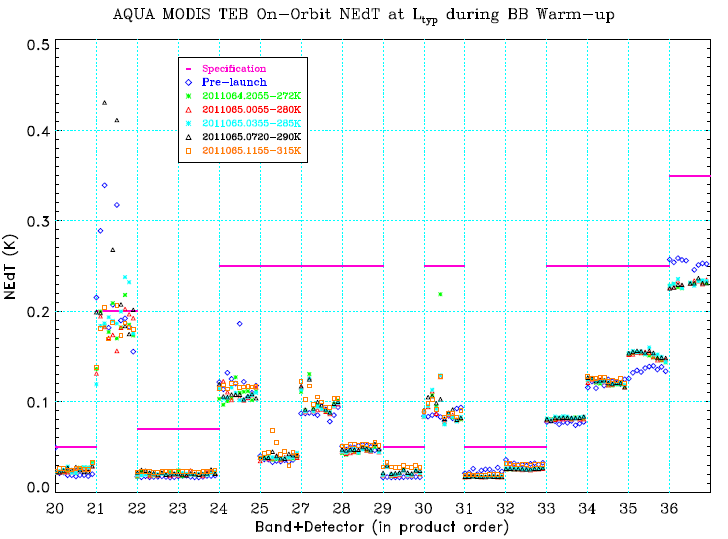 AQUA MODIS TEB On-Orbit NEdT at Ltyp during BB Warm-up
0.5
Specification
Pre-launch
2011064.2055-272K
2011065.0055-280K
2011065.0355-285K
2011065.0720-290K
2011065.1155-315K
0.4
0.3
NEdT (K)
0.2
0.1
0.0
20 21 22 23 24 25 26 27 28 29 30 31 32 33 34 35 36
Band+Detector (in product order)